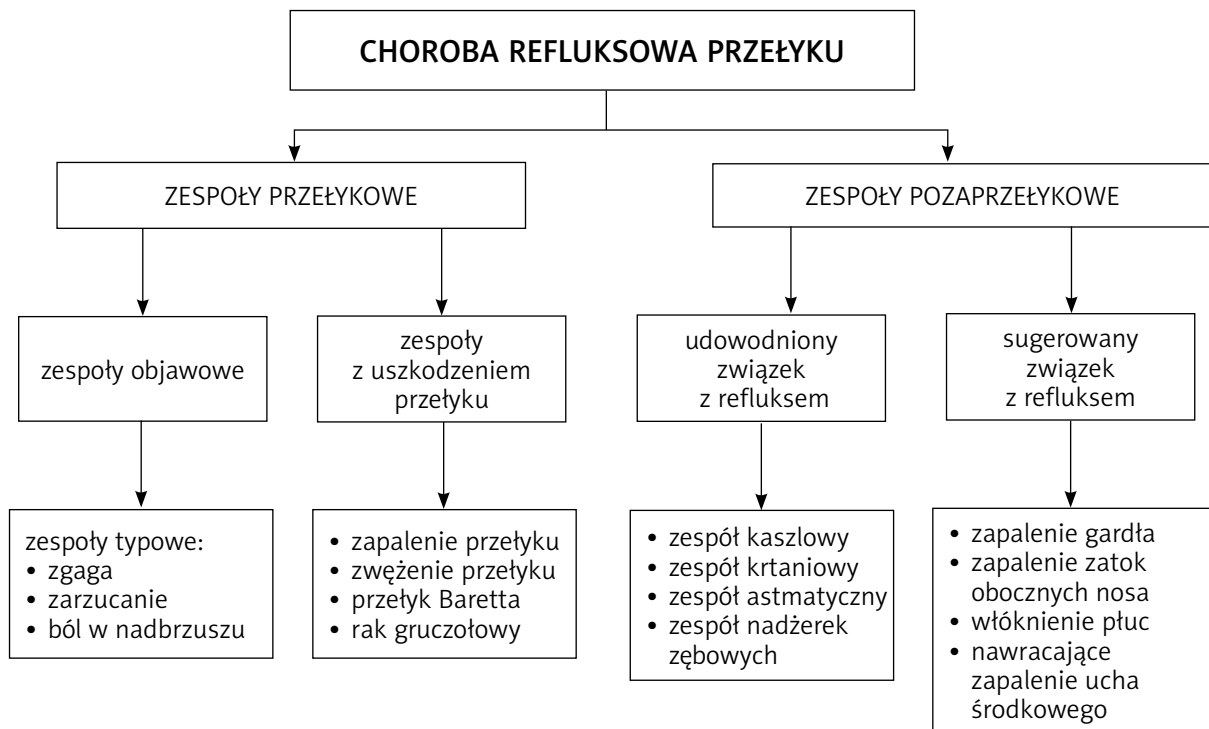 CHOROBA REFLUKSOWA PRZEŁYKU
ZESPOŁY PRZEŁYKOWE
ZESPOŁY POZAPRZEŁYKOWE
zespoły objawowe
zespoły
z uszkodzeniem
przełyku
udowodniony
związek
z refluksem
sugerowany
związek
z refluksem
zespoły typowe:
• zgaga
• zarzucanie
• ból w nadbrzuszu
• zapalenie przełyku
• zwężenie przełyku
• przełyk Baretta
• rak gruczołowy
• zespół kaszlowy
• zespół krtaniowy
• zespół astmatyczny
• zespół nadżerek
zębowych
• zapalenie gardła
• zapalenie zatok
obocznych nosa
• włóknienie płuc
• nawracające
zapalenie ucha
środkowego